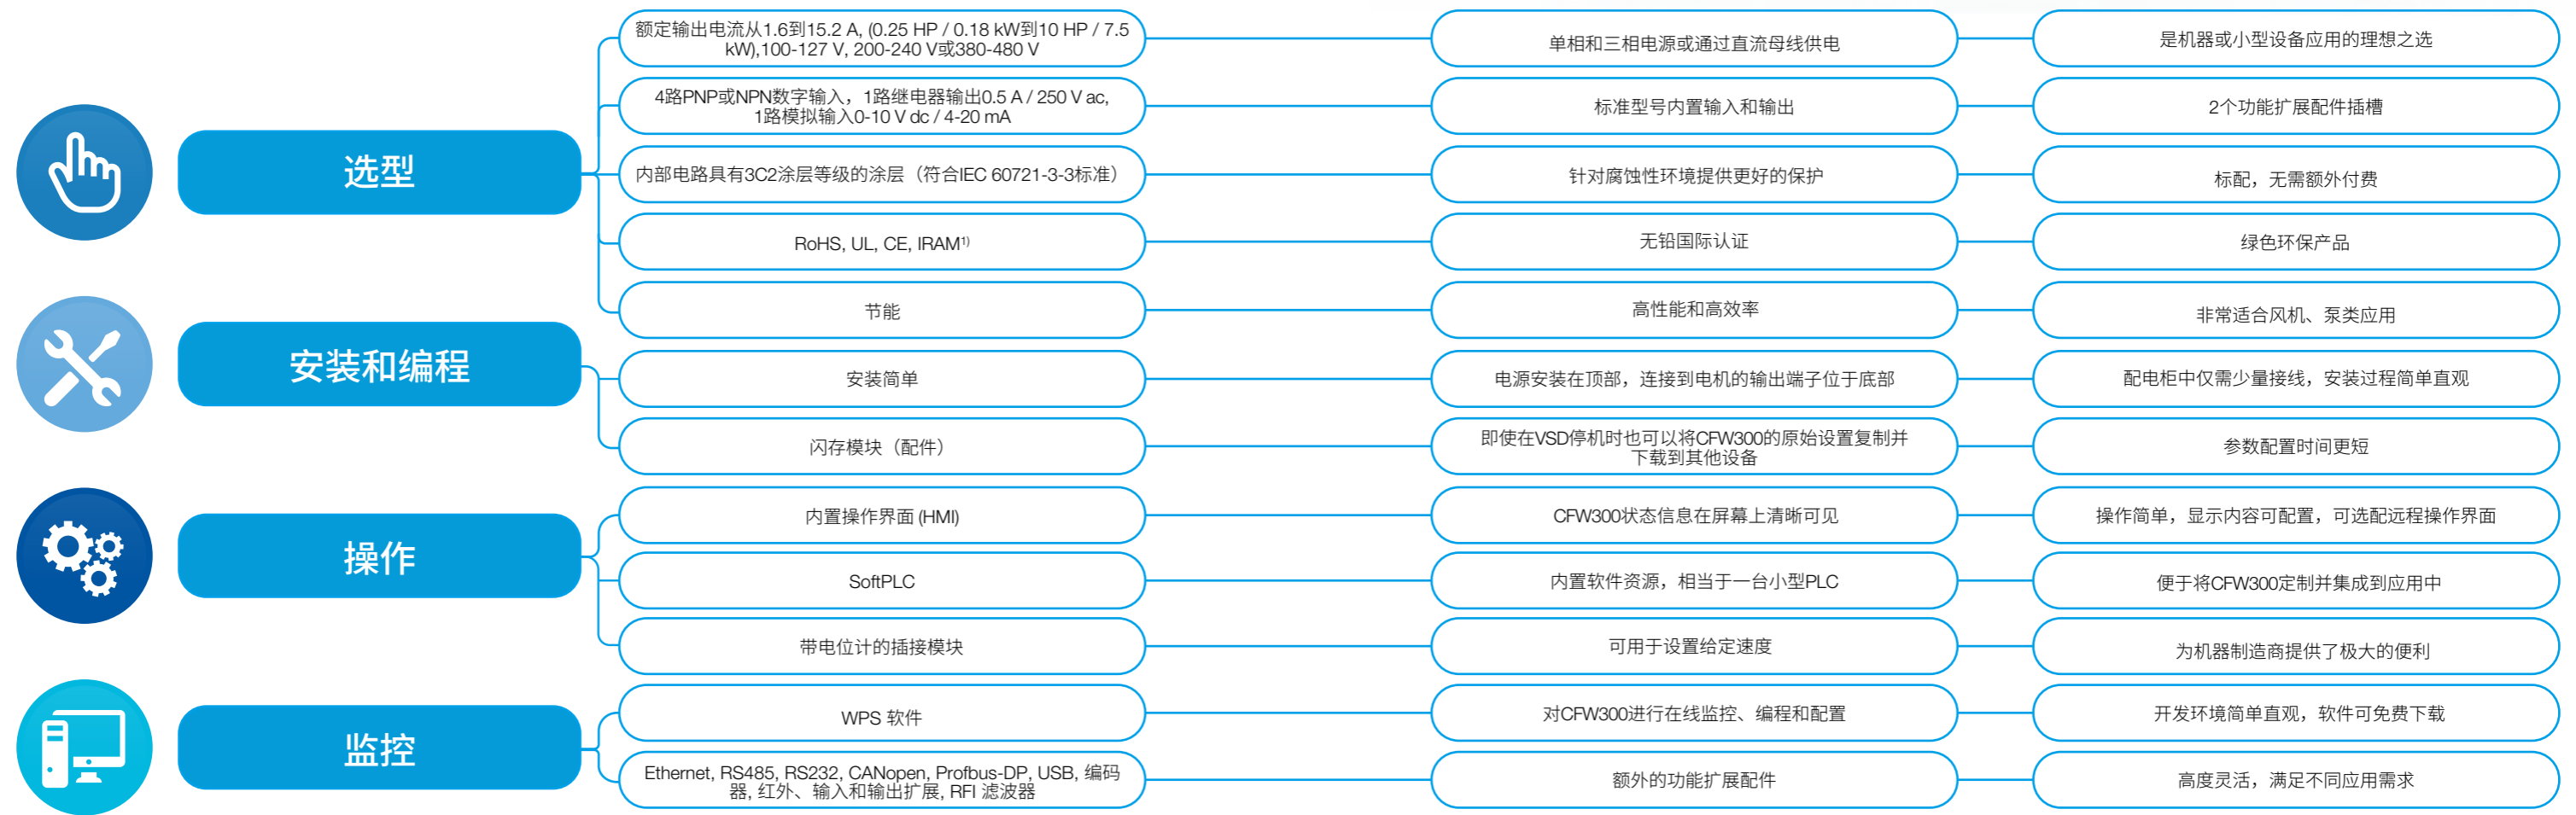 选型
额定输出电流从1.6到15.2 A, (0.25 HP / 0.18 kW到10 HP / 7.5
kW),100-127 V, 200-240 V或380-480 V
单相和三相电源或通过直流母线供电
是机器或小型设备应用的理想之选
4路PNP或NPN数字输入，1路继电器输出0.5 A / 250 V ac,
1路模拟输入0-10 V dc / 4-20 mA
标准型号内置输入和输出
2个功能扩展配件插槽
内部电路具有3C2涂层等级的涂层（符合IEC 60721-3-3标准）
针对腐蚀性环境提供更好的保护
标配，无需额外付费
RoHS, UL, CE, IRAM1)
无铅国际认证
绿色环保产品
节能
高性能和高效率
非常适合风机、泵类应用
安装和编程
安装简单
电源安装在顶部，连接到电机的输出端子位于底部
配电柜中仅需少量接线，安装过程简单直观
闪存模块（配件）
即使在VSD停机时也可以将CFW300的原始设置复制并
下载到其他设备
参数配置时间更短
操作
内置操作界面 (HMI)
CFW300状态信息在屏幕上清晰可见
操作简单，显示内容可配置，可选配远程操作界面
SoftPLC
内置软件资源，相当于一台小型PLC
便于将CFW300定制并集成到应用中
带电位计的插接模块
可用于设置给定速度
为机器制造商提供了极大的便利
监控
WPS 软件
对CFW300进行在线监控、编程和配置
开发环境简单直观，软件可免费下载
Ethernet, RS485, RS232, CANopen, Profbus-DP, USB, 编码
器, 红外、输入和输出扩展, RFI 滤波器
额外的功能扩展配件
高度灵活，满足不同应用需求